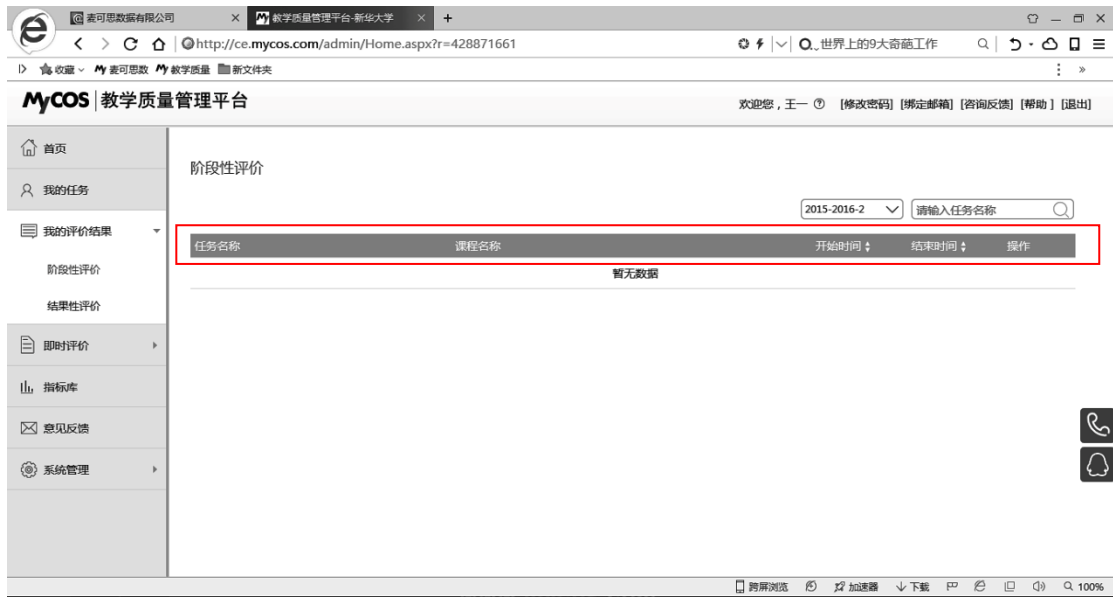 麦可思数据有限公司 × 教学质量管理平台-新华大学 × +
http://ce.mycos.com/admin/Home.aspx?r=428871661 世界上的9大奇葩工作
收藏 麦可思数 教学质量 新文件夹 »
MyCOS 教学质量管理平台 欢迎您，王一 [修改密码] [绑定邮箱] [咨询反馈] [帮助 ] [退出]
首页
阶段性评价
我的任务
2015-2016-2 请输入任务名称
我的评价结果
任务名称 课程名称 开始时间 结束时间 操作
阶段性评价
暂无数据
结果性评价
即时评价
指标库
意见反馈
系统管理
跨屏浏览 加速器 下载 100%